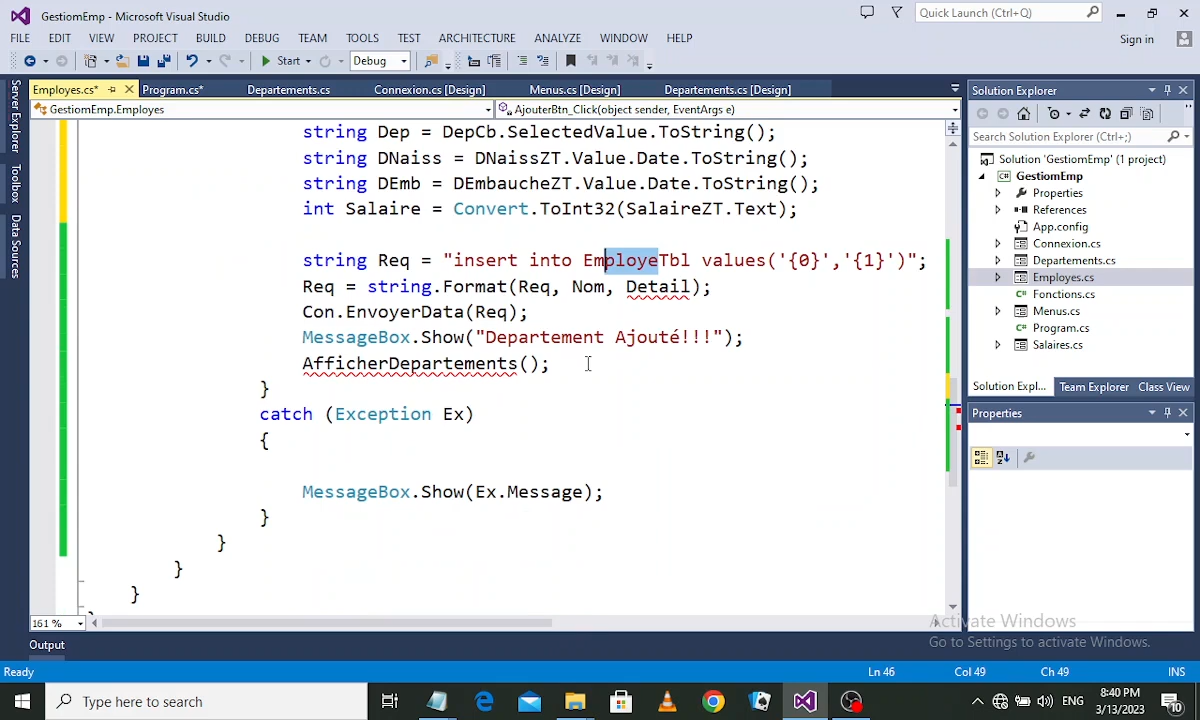 GestiomEmp - Microsoft Visual Studio
Quick Launch (Ctrl+Q)
FILE EDIT VIEW PROJECT BUILD DEBUG TEAM TOOLS TEST ARCHITECTURE ANALYZE WINDOW HELP
Sign in
Start
Debug
Employes.cs* Program.cs* Departements.cs Connexion.cs [Design] Menus.cs [Design] Departements.cs [Design]
GestiomEmp.Employes
AjouterBtn_Click(object sender, EventArgs e)
Server Explorer
Toolbox
Data Sources
string Dep = DepCb.SelectedValue.ToString();
string DNaiss = DNaissZT.Value.Date.ToString();
string DEmb = DEmbaucheZT.Value.Date.ToString();
int Salaire = Convert.ToInt32(SalaireZT.Text);
string Req = "insert into EmployeTbl values('{0}','{1}')";
Req = string.Format(Req, Nom, Detail);
Con.EnvoyerData(Req);
MessageBox.Show("Departement Ajouté!!!");
AfficherDepartements();
}
catch (Exception Ex)
{
MessageBox.Show(Ex.Message);
}
}
}
}
161 %
Solution Explorer
Search Solution Explorer (Ctrl+;)
Solution 'GestiomEmp' (1 project)
GestiomEmp
Properties
References
App.config
Connexion.cs
Departements.cs
Employes.cs
Fonctions.cs
Menus.cs
Program.cs
Salaires.cs
Solution Expl... Team Explorer Class View
Properties
Activate Windows
Go to Settings to activate Windows.
Output
Ready
Ln 46 Col 49 Ch 49 INS
Type here to search
ENG
8:40 PM
3/13/2023
10